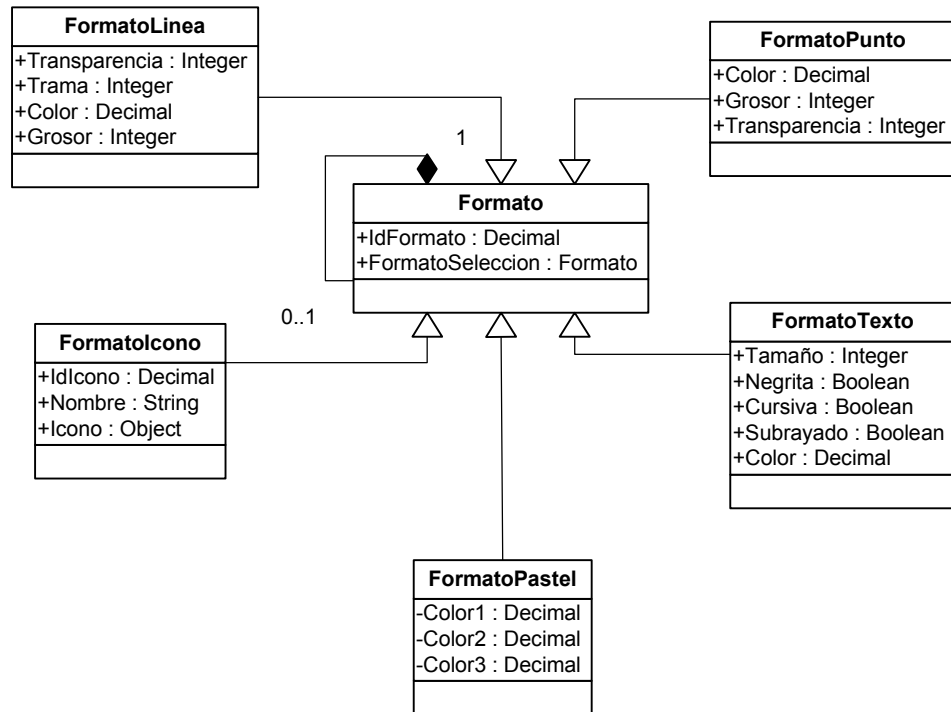 FormatoLinea
+Transparencia : Integer
+Trama : Integer
+Color : Decimal
+Grosor : Integer
FormatoPunto
+Color : Decimal
+Grosor : Integer
+Transparencia : Integer
1
Formato
+IdFormato : Decimal
+FormatoSeleccion : Formato
0..1
FormatoIcono
+IdIcono : Decimal
+Nombre : String
+Icono : Object
FormatoTexto
+Tamaño : Integer
+Negrita : Boolean
+Cursiva : Boolean
+Subrayado : Boolean
+Color : Decimal
FormatoPastel
-Color1 : Decimal
-Color2 : Decimal
-Color3 : Decimal